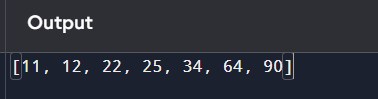 Output
[11, 12, 22, 25, 34, 64, 90]